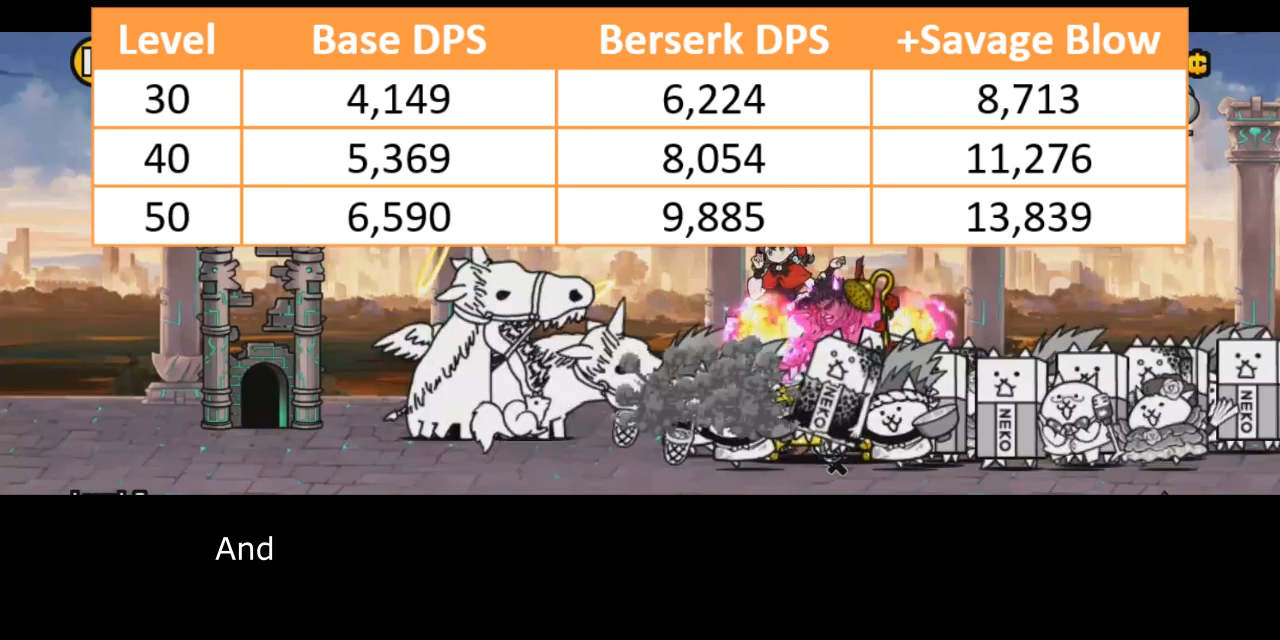 Level Base DPS Berserk DPS +Savage Blow
30 4,149 6,224 8,713
40 5,369 8,054 11,276
50 6,590 9,885 13,839
NEKO
NEKO
NEKO
And